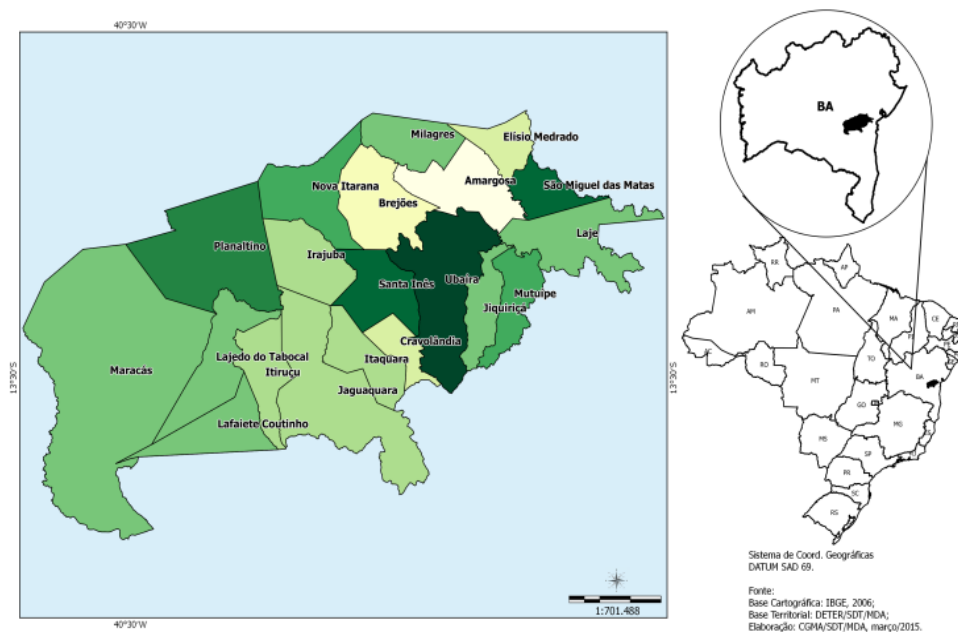 40°30'W
13°30'S
Milagres
Elísio Medrado
Nova Itarana
Amargosa
São Miguel das Matas
Brejões
Planaltino
Irajuba
Laje
Santa Inês
Ubaíra
Mutuípe
Jiquiriçá
Cravolândia
Maracás
Lajedo do Tabocal
Itaquara
Itiruçu
Jaguaquara
Lafaiete Coutinho
1:701.488
40°30'W
13°30'S
BA
RR
AP
AM
PA
MA
CE
AC
RO
TO
BA
MT
GO
MG
MS
SP
PR
SC
RS
Sistema de Coord. Geográficas
DATUM SAD 69.
Fonte:
Base Cartográfica: IBGE, 2006;
Base Territorial: DETER/SDT/MDA;
Elaboração: CGMA/SDT/MDA, março/2015.